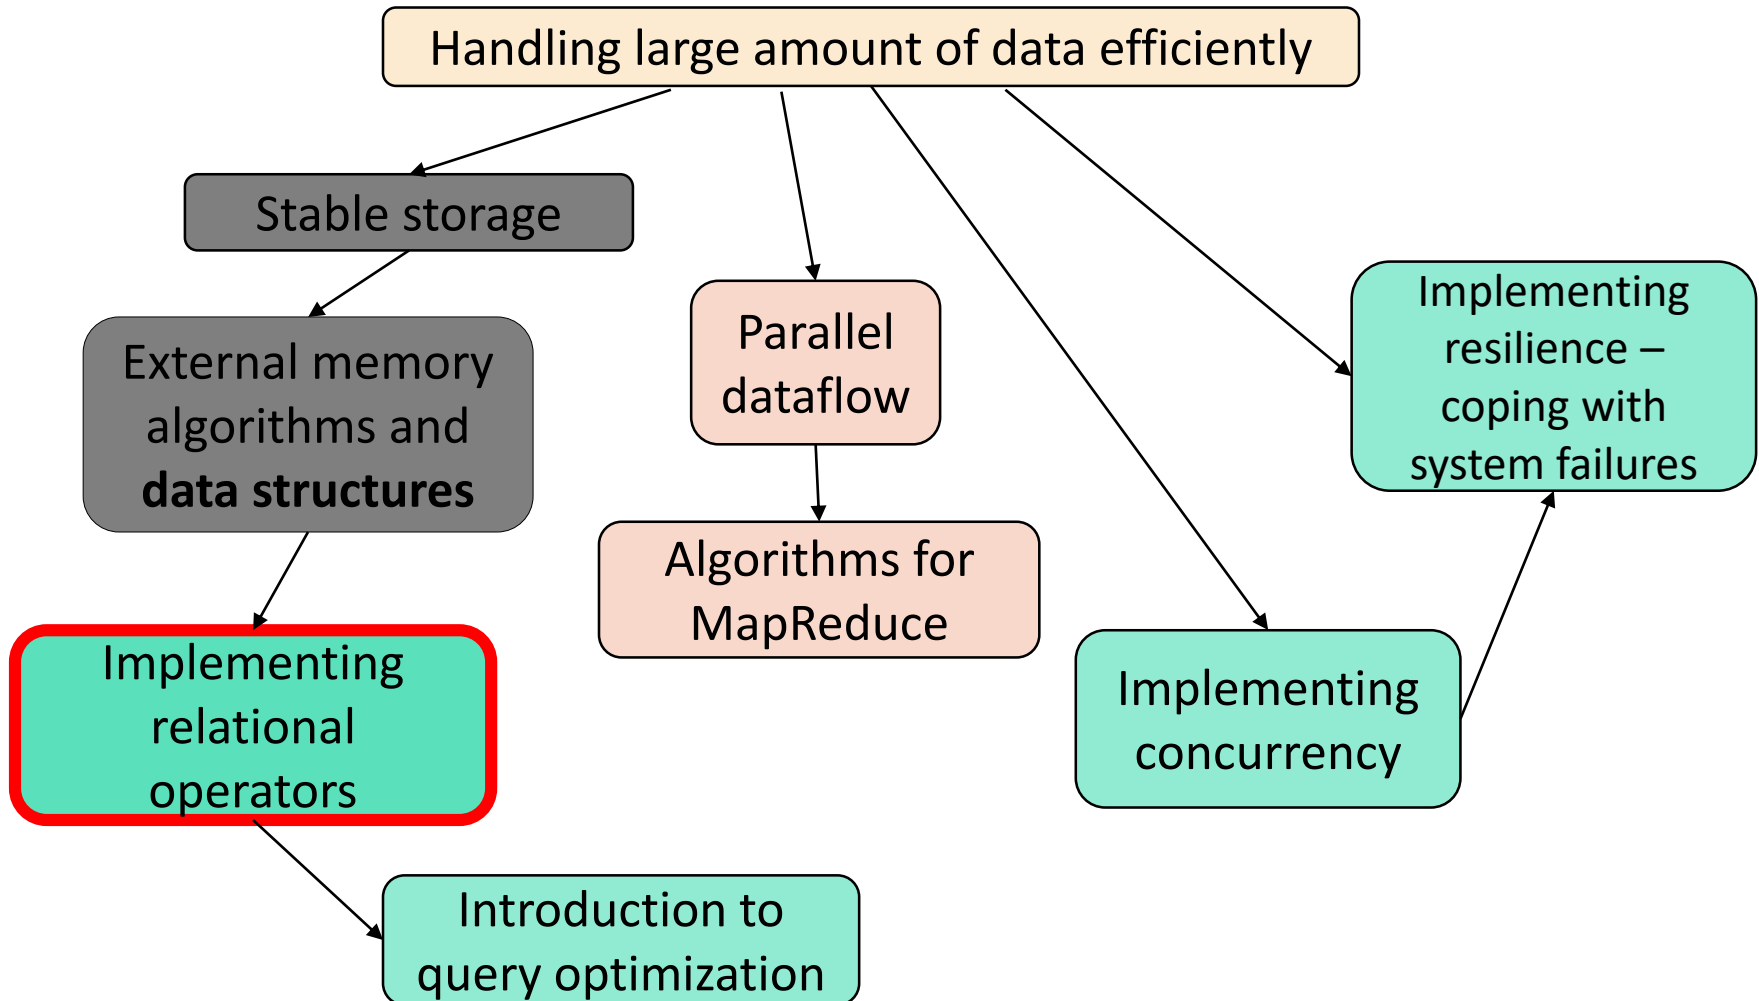 Handling large amount of data efficiently
Stable storage
External memory
algorithms and
data structures
Parallel
dataflow
Implementing
resilience –
coping with
system failures
Algorithms for
MapReduce
Implementing
relational
operators
Implementing
concurrency
Introduction to
query optimization